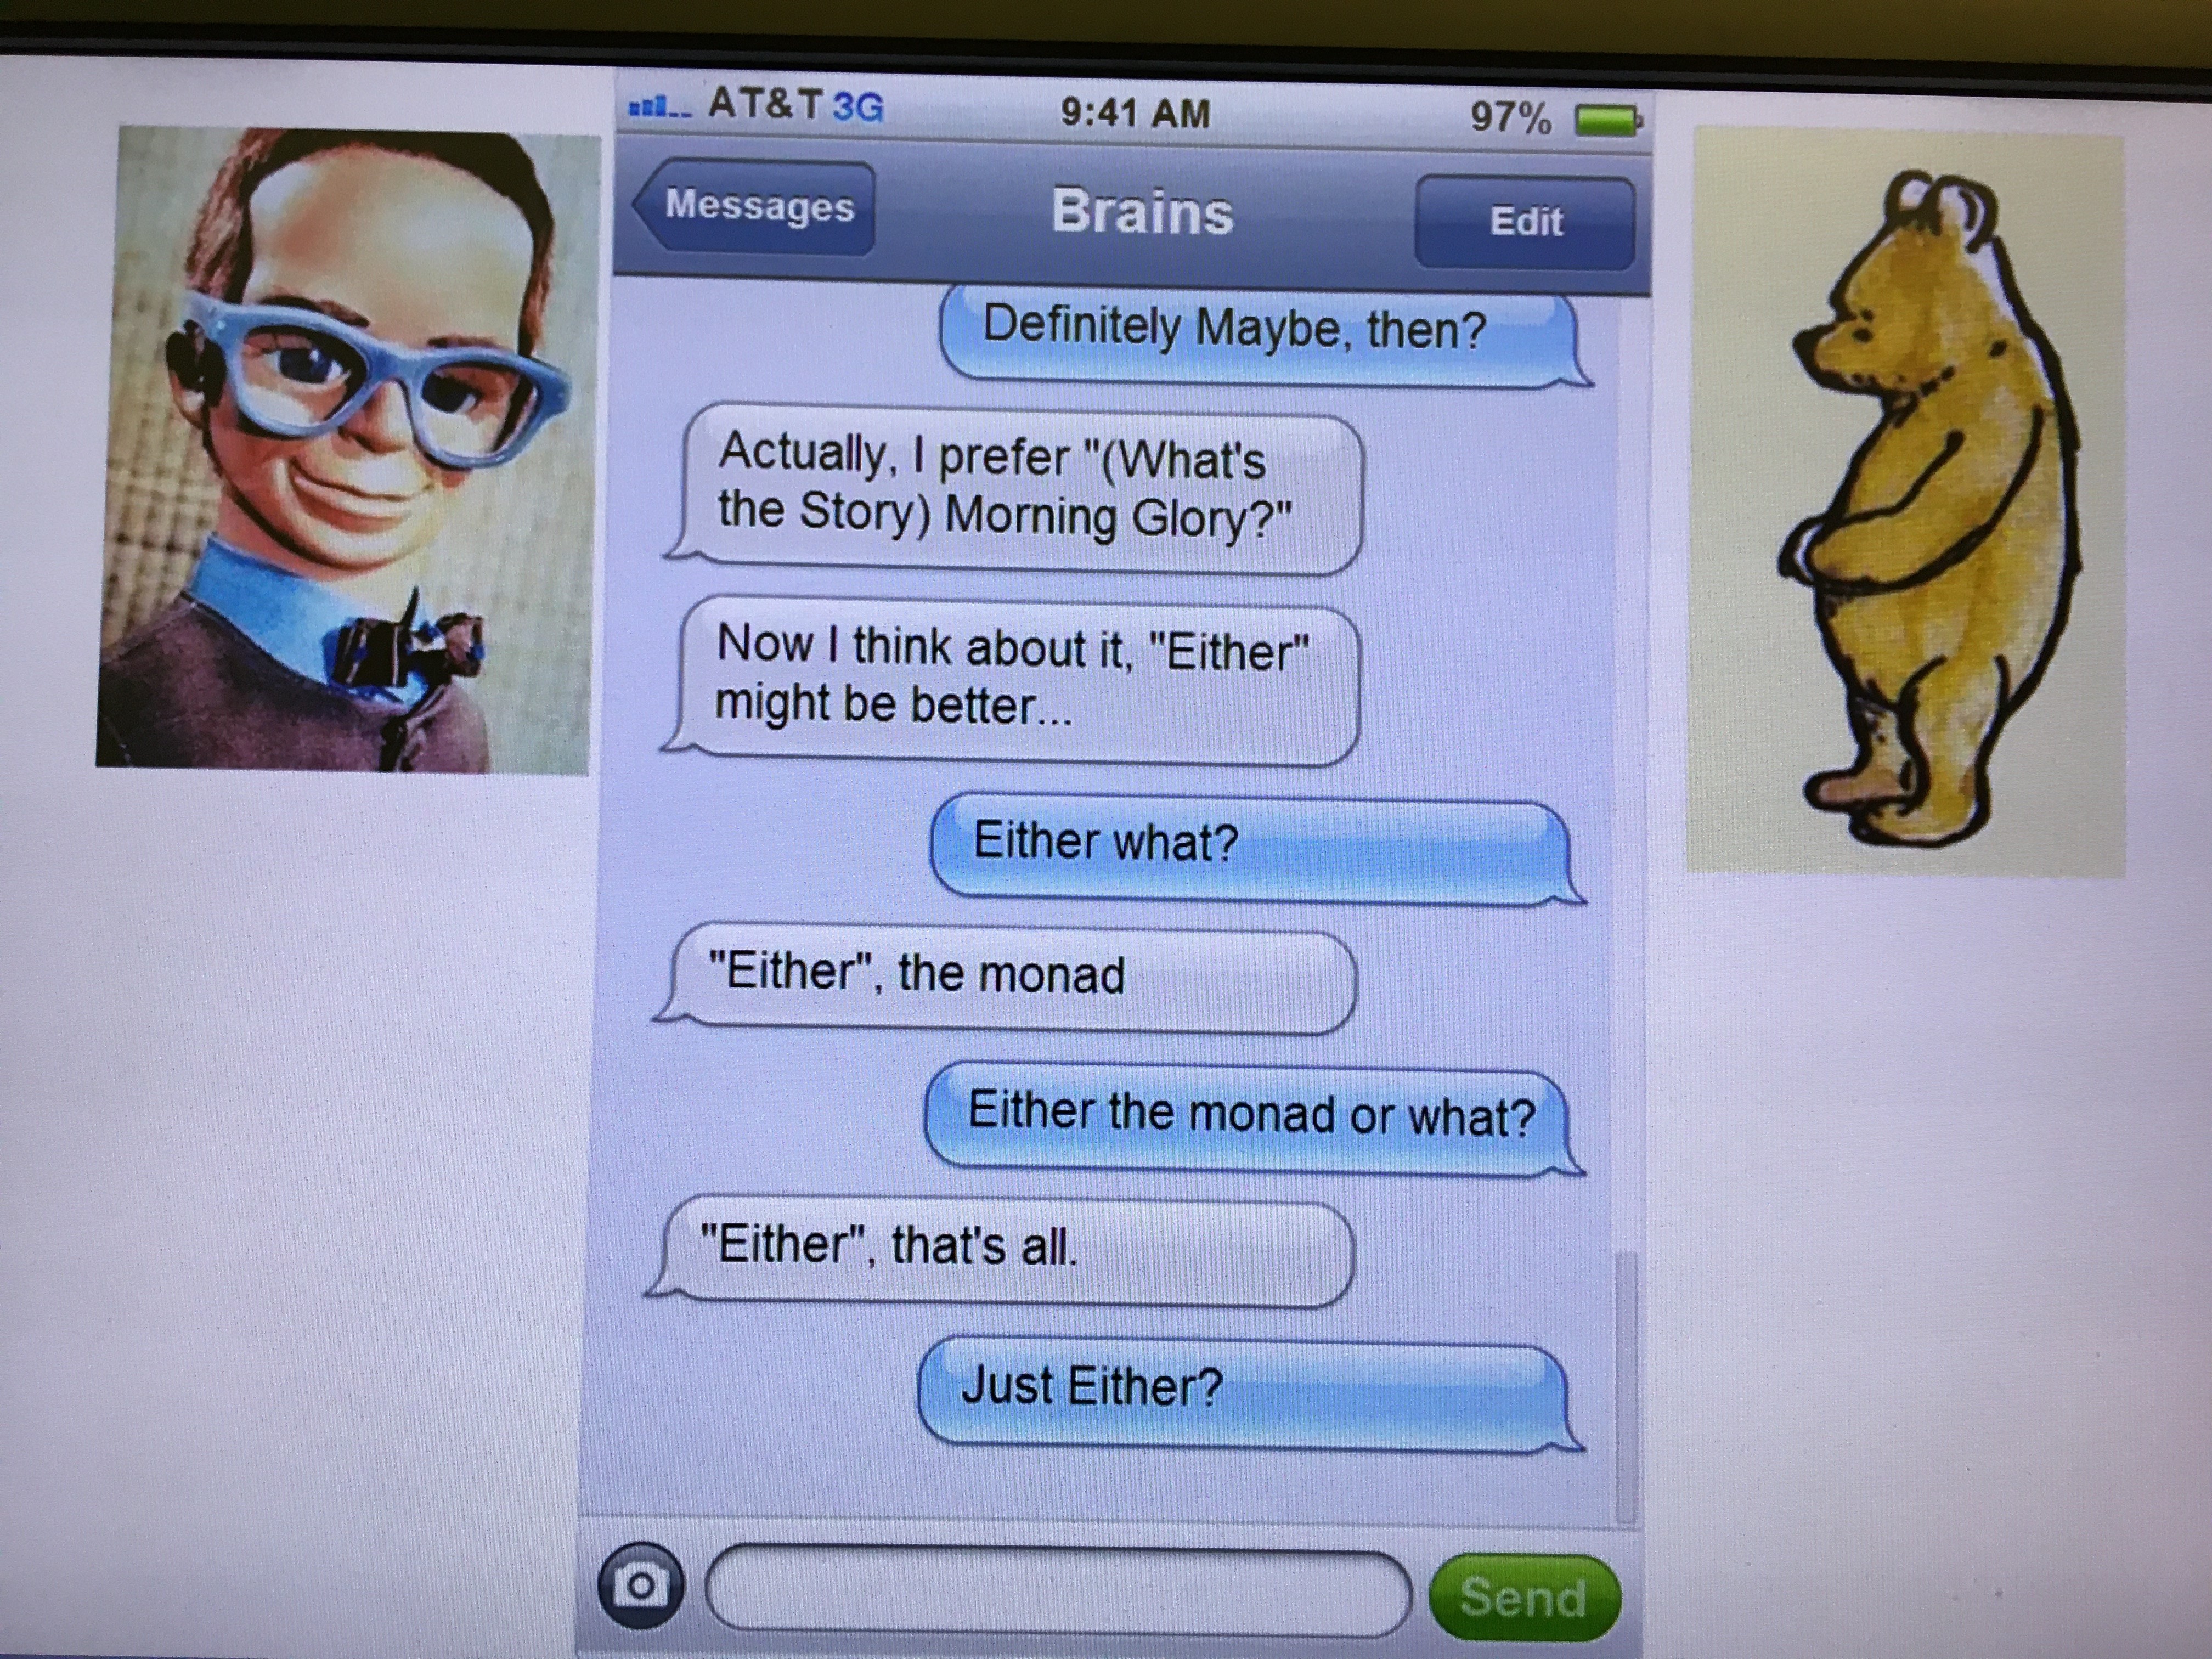 AT&T 3G 9:41 AM 97%
Messages Brains Edit
Definitely Maybe, then?
Actually, I prefer "(What's
the Story) Morning Glory?"
Now I think about it, "Either"
might be better...
Either what?
"Either", the monad
Either the monad or what?
"Either", that's all.
Just Either?
Send